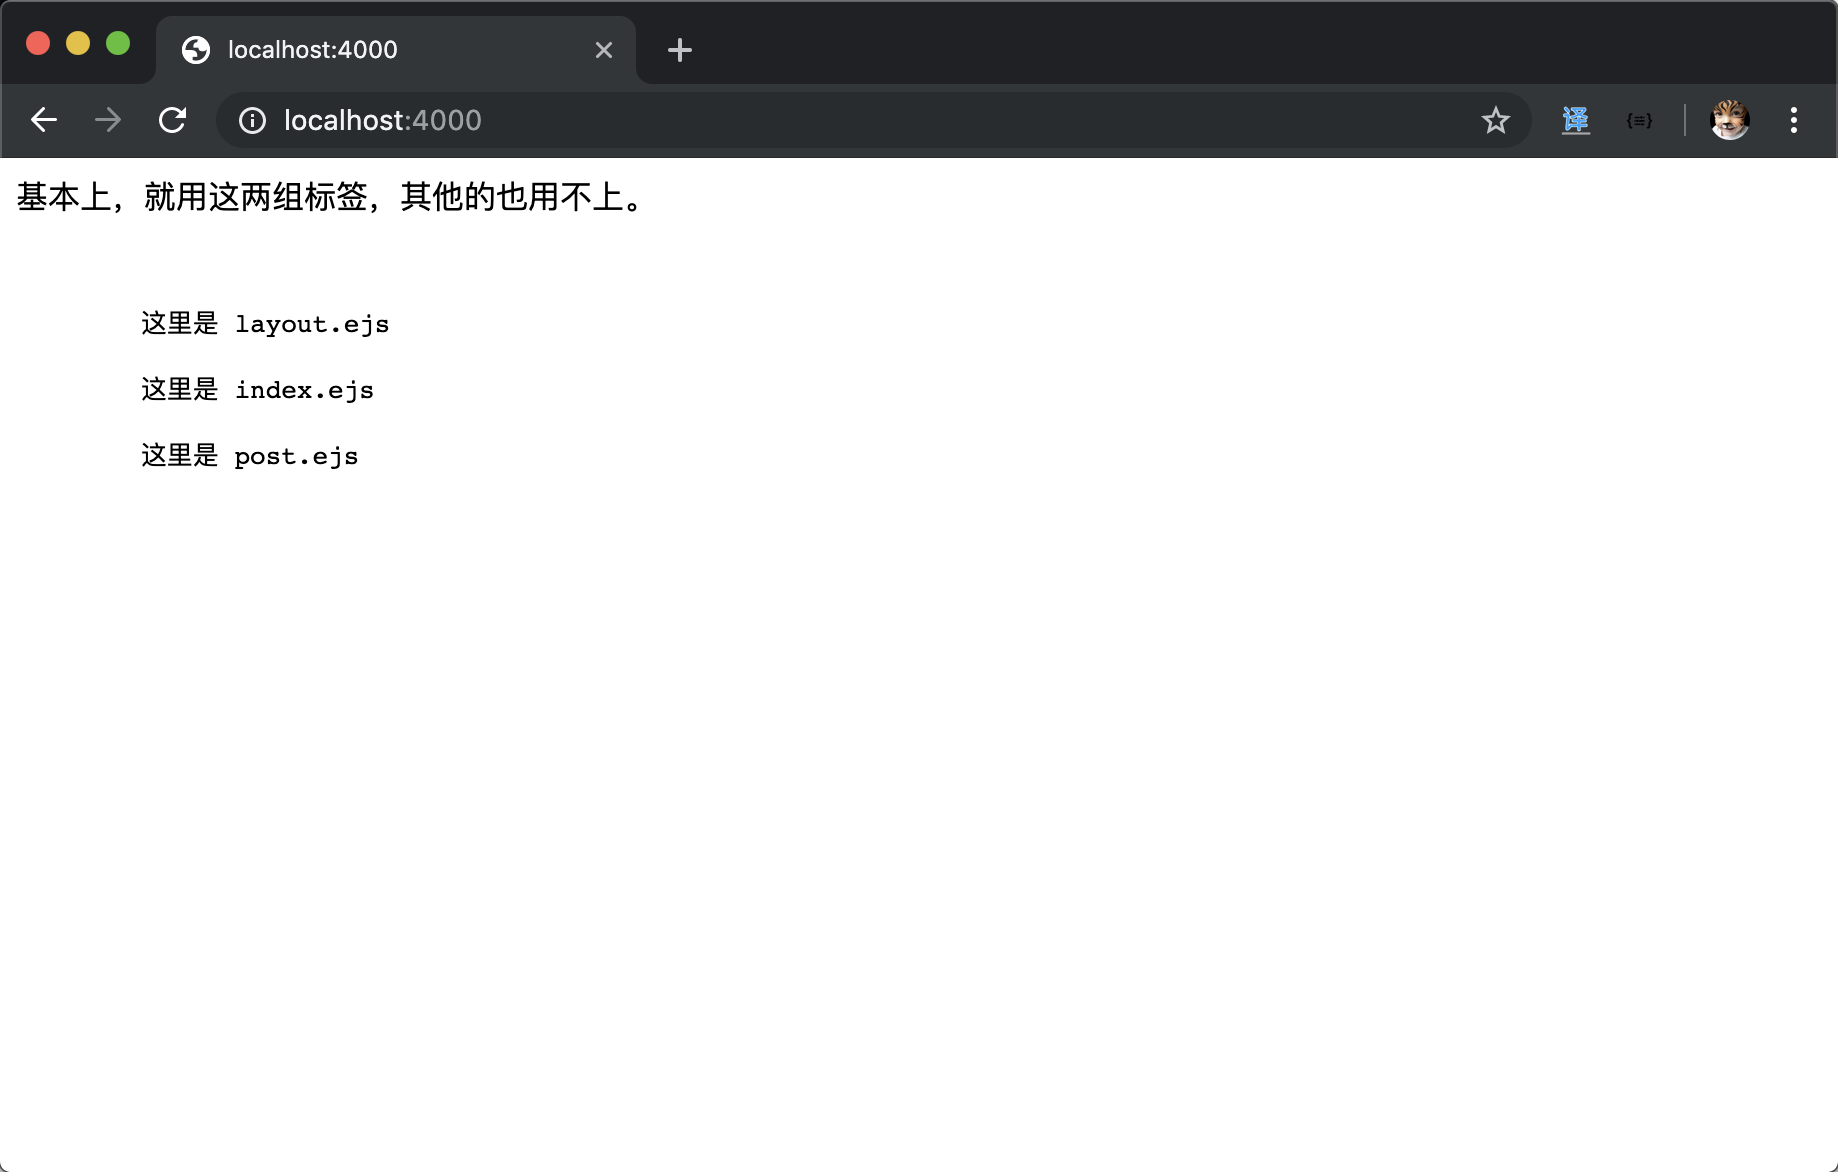 localhost:4000
localhost:4000
译 {≡}
基本上，就用这两组标签，其他的也用不上。
这里是 layout.ejs
这里是 index.ejs
这里是 post.ejs